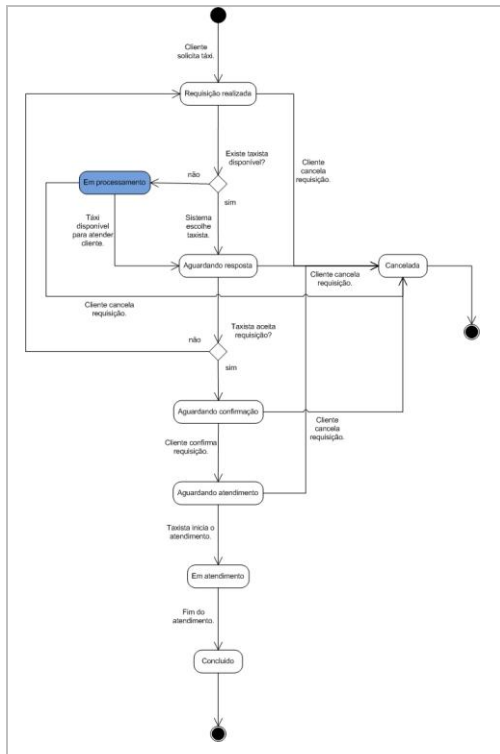 Cliente
solicita táxi.
Requisição realizada
Existe taxista
disponível?
Cliente
cancela
requisição.
Em processamento
não
sim
Táxi
disponível
para atender
cliente.
Sistema
escolhe
taxista.
Aguardando resposta
Cancelada
Cliente cancela
requisição.
Cliente cancela
requisição.
Taxista aceita
requisição?
não
sim
Aguardando confirmação
Cliente
cancela
requisição.
Cliente confirma
requisição.
Aguardando atendimento
Taxista inicia o
atendimento.
Em atendimento
Fim do
atendimento.
Concluído